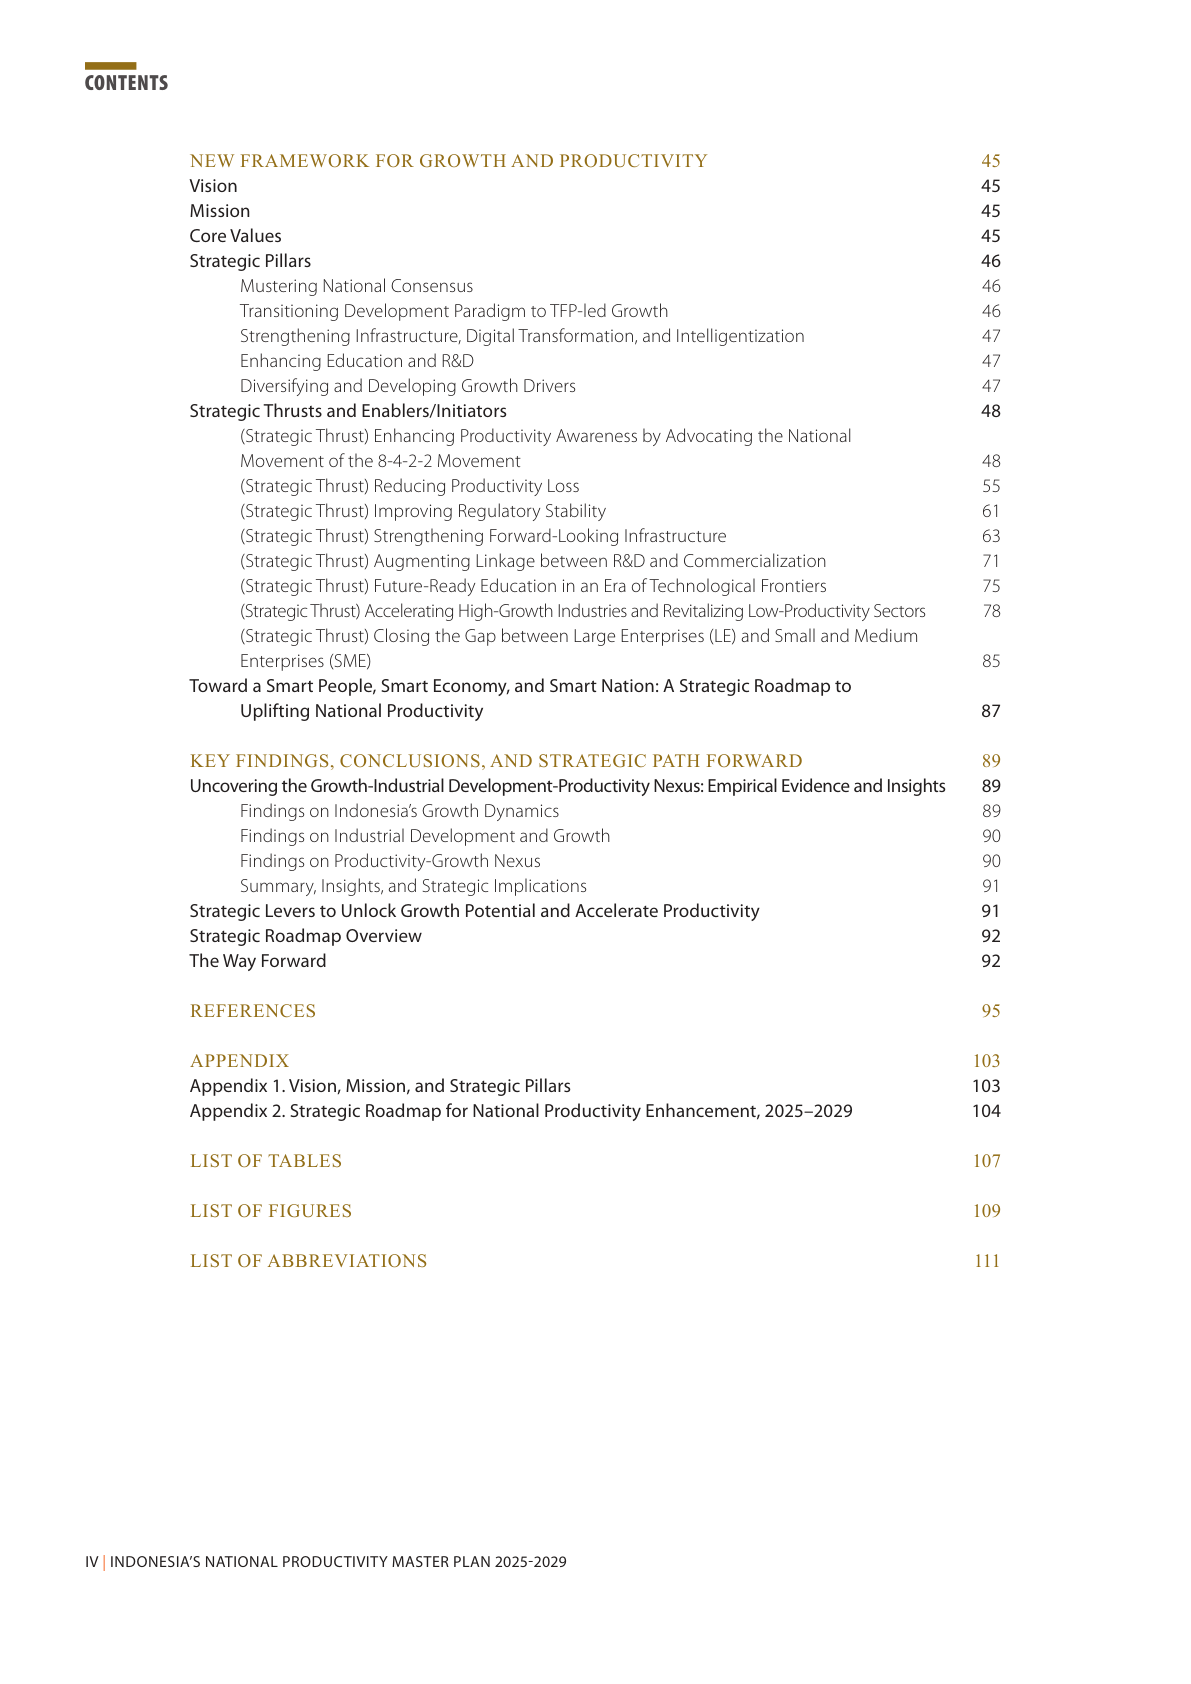 CONTENTS
NEW FRAMEWORK FOR GROWTH AND PRODUCTIVITY 45
Vision 45
Mission 45
Core Values 45
Strategic Pillars 46
Mustering National Consensus 46
Transitioning Development Paradigm to TFP-led Growth 46
Strengthening Infrastructure, Digital Transformation, and Intelligentization 47
Enhancing Education and R&D 47
Diversifying and Developing Growth Drivers 47
Strategic Thrusts and Enablers/Initiators 48
(Strategic Thrust) Enhancing Productivity Awareness by Advocating the National
Movement of the 8-4-2-2 Movement 48
(Strategic Thrust) Reducing Productivity Loss 55
(Strategic Thrust) Improving Regulatory Stability 61
(Strategic Thrust) Strengthening Forward-Looking Infrastructure 63
(Strategic Thrust) Augmenting Linkage between R&D and Commercialization 71
(Strategic Thrust) Future-Ready Education in an Era of Technological Frontiers 75
(Strategic Thrust) Accelerating High-Growth Industries and Revitalizing Low-Productivity Sectors 78
(Strategic Thrust) Closing the Gap between Large Enterprises (LE) and Small and Medium
Enterprises (SME) 85
Toward a Smart People, Smart Economy, and Smart Nation: A Strategic Roadmap to
Uplifting National Productivity 87
KEY FINDINGS, CONCLUSIONS, AND STRATEGIC PATH FORWARD 89
Uncovering the Growth-Industrial Development-Productivity Nexus: Empirical Evidence and Insights 89
Findings on Indonesia’s Growth Dynamics 89
Findings on Industrial Development and Growth 90
Findings on Productivity-Growth Nexus 90
Summary, Insights, and Strategic Implications 91
Strategic Levers to Unlock Growth Potential and Accelerate Productivity 91
Strategic Roadmap Overview 92
The Way Forward 92
REFERENCES 95
APPENDIX 103
Appendix 1. Vision, Mission, and Strategic Pillars 103
Appendix 2. Strategic Roadmap for National Productivity Enhancement, 2025–2029 104
LIST OF TABLES 107
LIST OF FIGURES 109
LIST OF ABBREVIATIONS 111
IV | INDONESIA’S NATIONAL PRODUCTIVITY MASTER PLAN 2025-2029